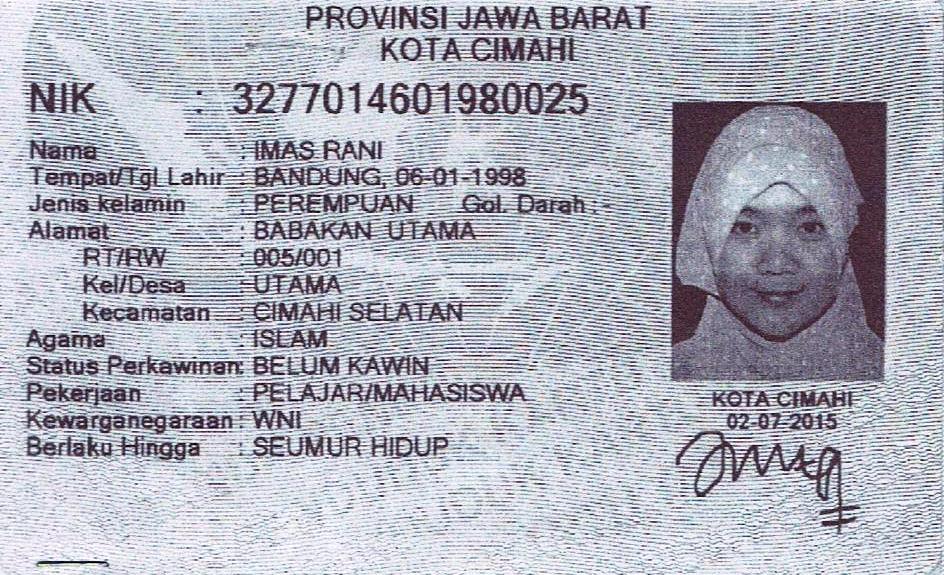 PROVINSI JAWA BARAT
KOTA CIMAHI
NIK : 3277014601980025
Nama : IMAS RANI
Tempat/Tgl Lahir : BANDUNG, 06-01-1998
Jenis kelamin : PEREMPUAN Gol. Darah : -
Alamat : BABAKAN UTAMA
RT/RW : 005/001
Kel/Desa : UTAMA
Kecamatan : CIMAHI SELATAN
Agama : ISLAM
Status Perkawinan: BELUM KAWIN
Pekerjaan : PELAJAR/MAHASISWA
Kewarganegaraan : WNI
Berlaku Hingga : SEUMUR HIDUP
KOTA CIMAHI
02-07-2015